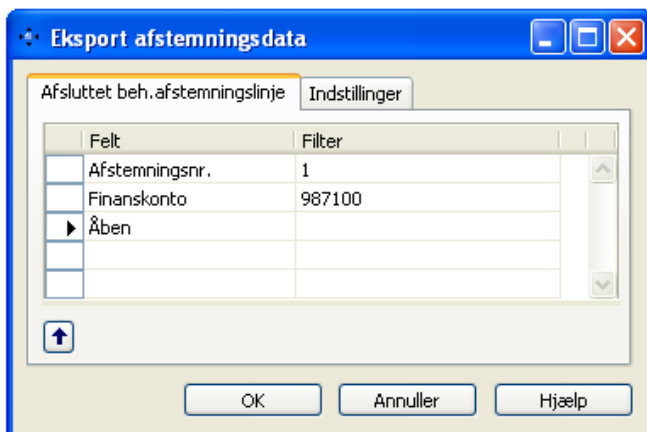 Eksport afstemningsdata
Afsluttet beh.afstemningslinje Indstillinger
Felt Filter
Afstemningsnr. 1
Finanskonto 987100
Åben
OK Annuller Hjælp